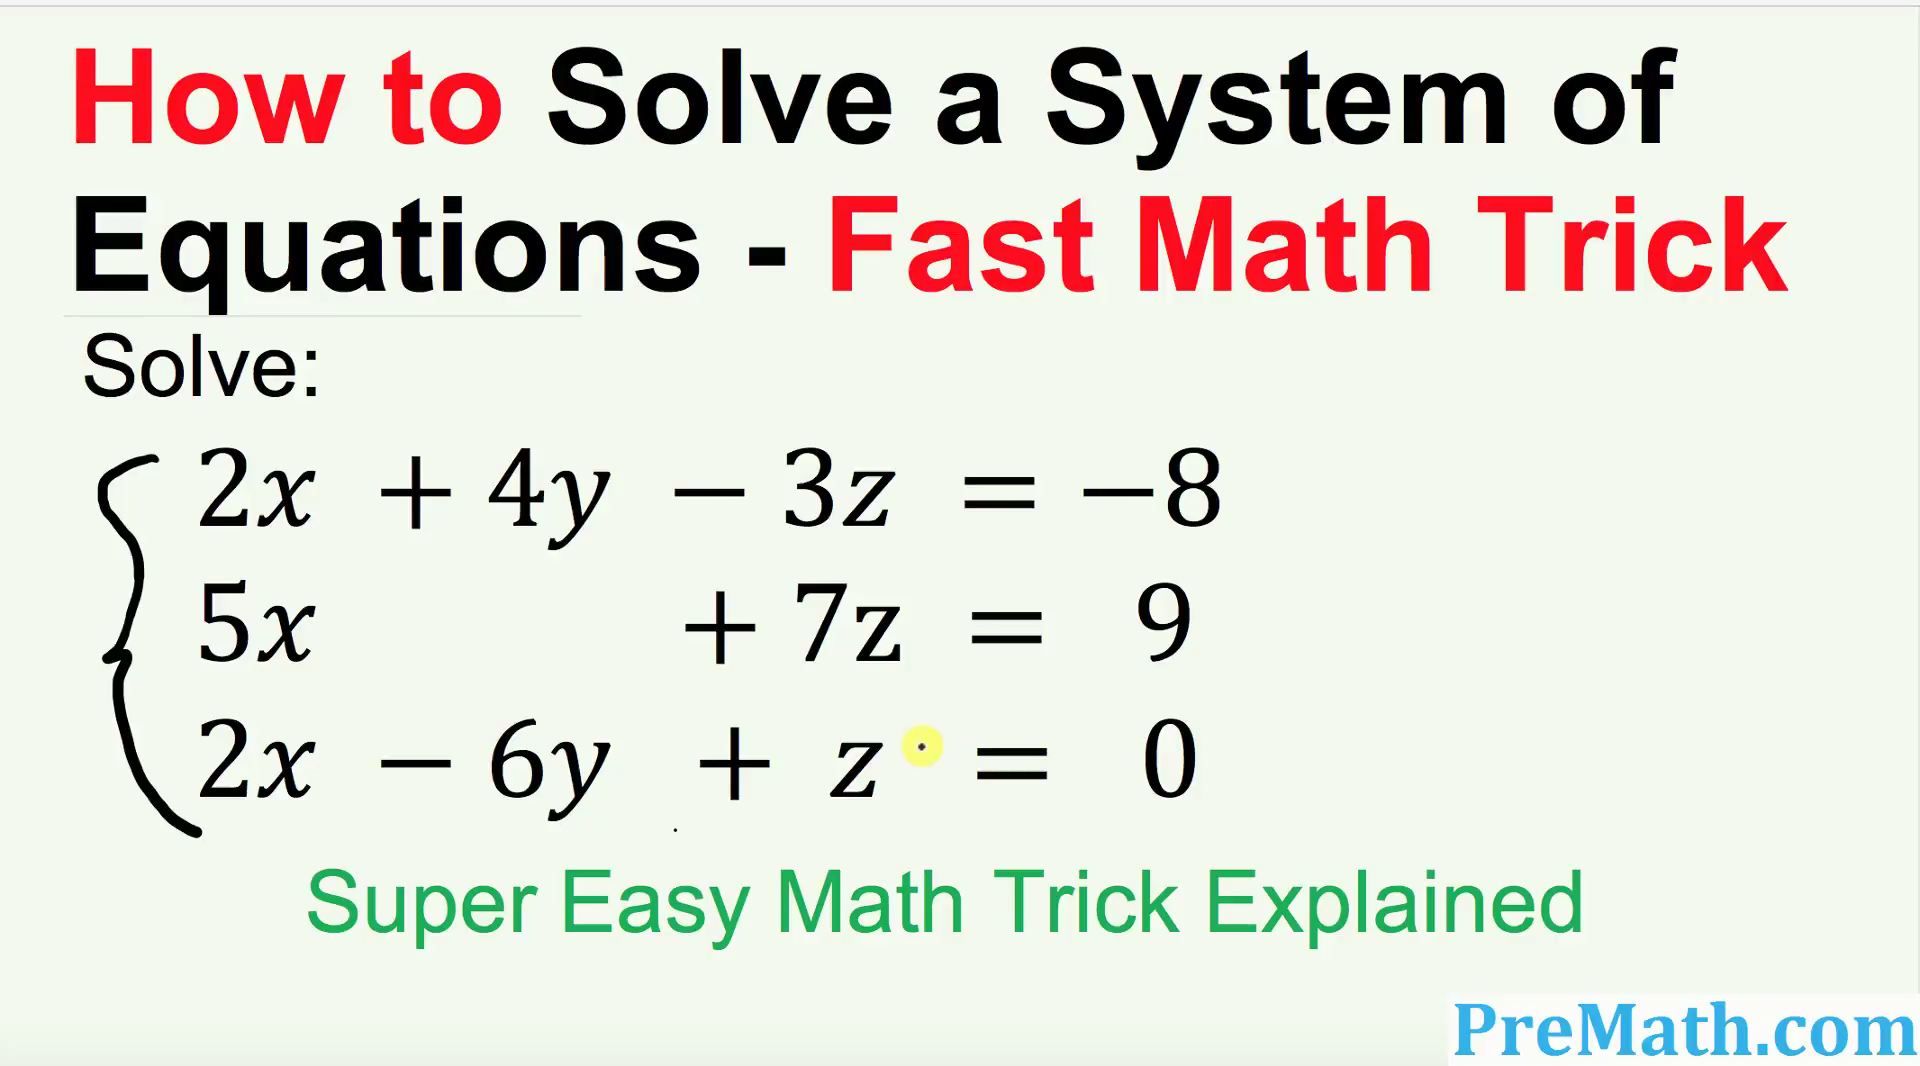 How to Solve a System of
Equations - Fast Math Trick
Solve:
2x + 4y − 3z = −8
5x + 7z = 9
2x − 6y + z = 0
Super Easy Math Trick Explained
PreMath.com